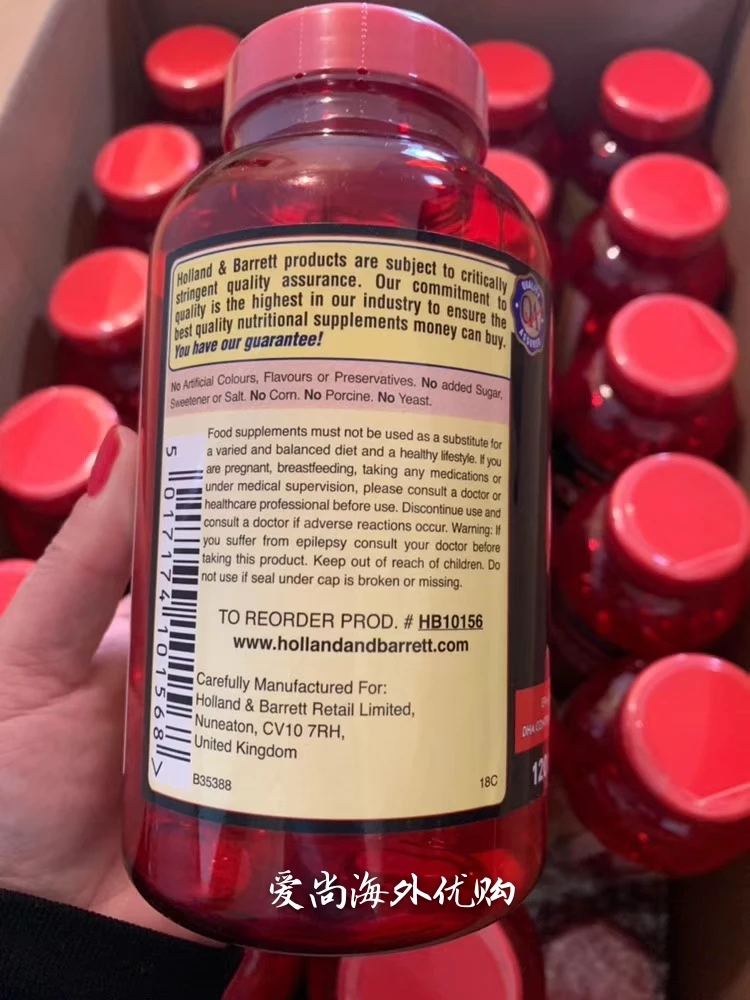 Holland & Barrett products are subject to critically
stringent quality assurance. Our commitment to
quality is the highest in our industry to ensure the
best quality nutritional supplements money can buy.
You have our guarantee!
No Artificial Colours, Flavours or Preservatives. No added Sugar,
Sweetener or Salt. No Corn. No Porcine. No Yeast.
Food supplements must not be used as a substitute for
a varied and balanced diet and a healthy lifestyle. If you
are pregnant, breastfeeding, taking any medications or
under medical supervision, please consult a doctor or
healthcare professional before use. Discontinue use and
consult a doctor if adverse reactions occur. Warning: If
you suffer from epilepsy consult your doctor before
taking this product. Keep out of reach of children. Do
not use if seal under cap is broken or missing.
5 017174 101568 >
TO REORDER PROD. # HB10156
www.hollandandbarrett.com
Carefully Manufactured For:
Holland & Barrett Retail Limited,
Nuneaton, CV10 7RH,
United Kingdom
B35388
18C
DHA
爱尚海外优购